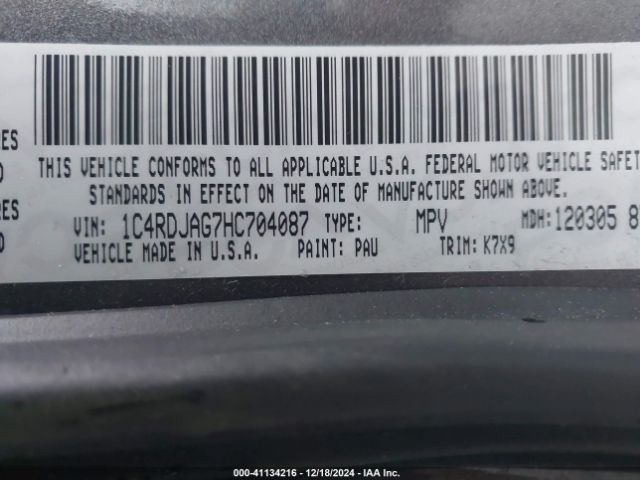 THIS VEHICLE CONFORMS TO ALL APPLICABLE U.S.A. FEDERAL MOTOR VEHICLE SAFET
STANDARDS IN EFFECT ON THE DATE OF MANUFACTURE SHOWN ABOVE.
VIN: 1C4RDJAG7HC704087 TYPE: MPV MDH: 120305 8
VEHICLE MADE IN U.S.A. PAINT: PAU TRIM: K7X9
000-41134216 - 12/18/2024 - IAA Inc.